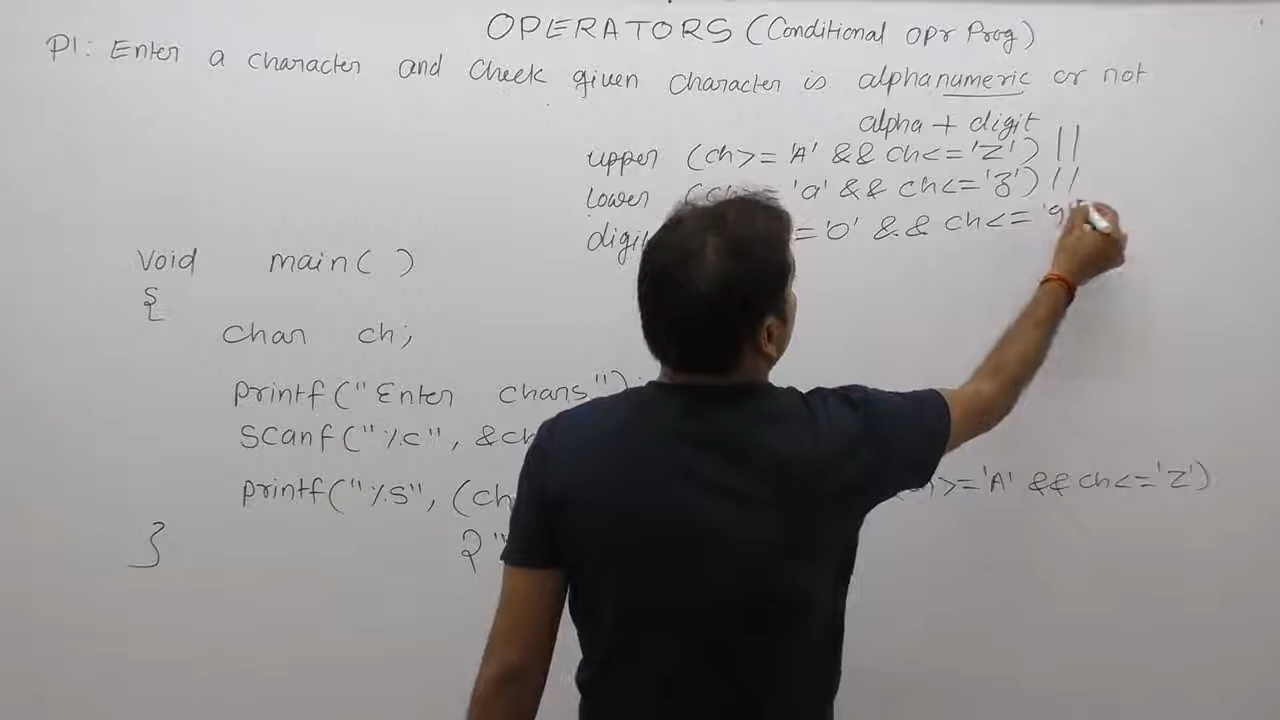 OPERATORS (Conditional opr Prog)
P1: Enter a character and Check given character is alphanumeric or not
alpha + digit
upper (ch>= 'A' && ch<= 'Z') ||
lower = 'a' && ch<= 'z') ||
='0' && ch<= '9'
void main( )
{
char ch;
printf("Enter chars");
scanf("%c", &ch
printf("%s", (ch >='A' && ch<='Z')
}